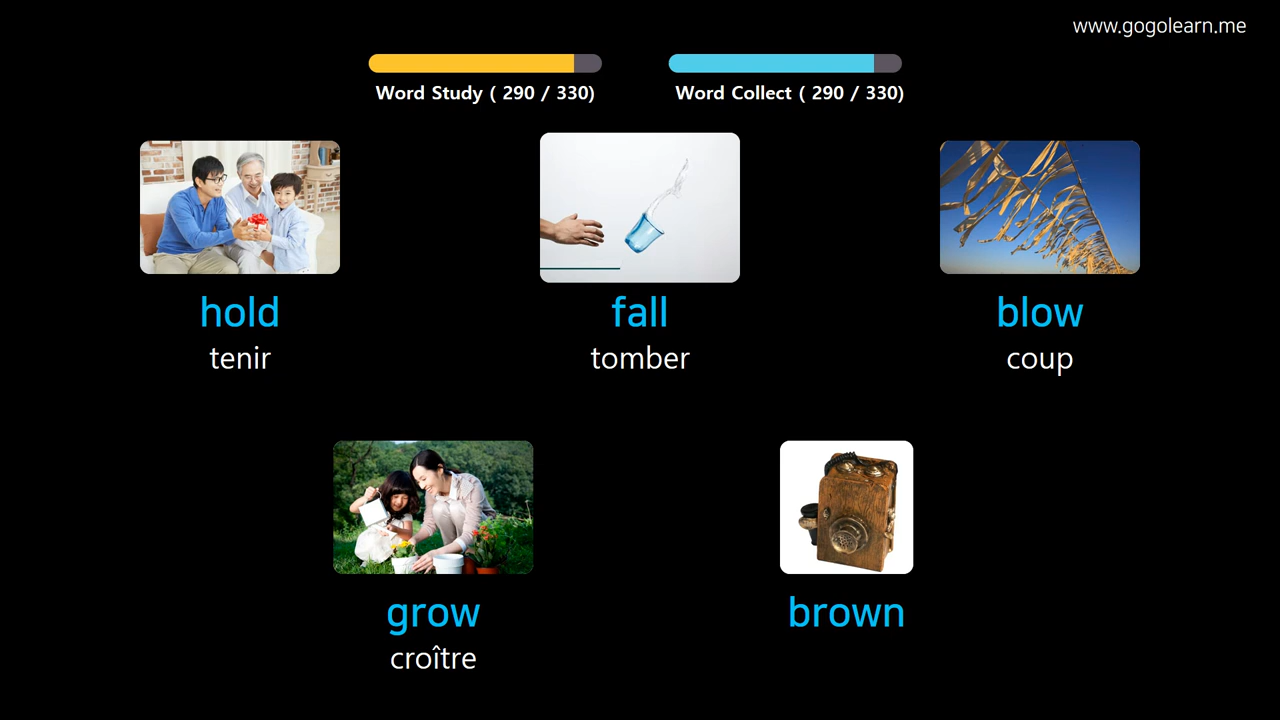 www.gogolearn.me
Word Study ( 290 / 330)
Word Collect ( 290 / 330)
hold
tenir
fall
tomber
blow
coup
grow
croître
brown